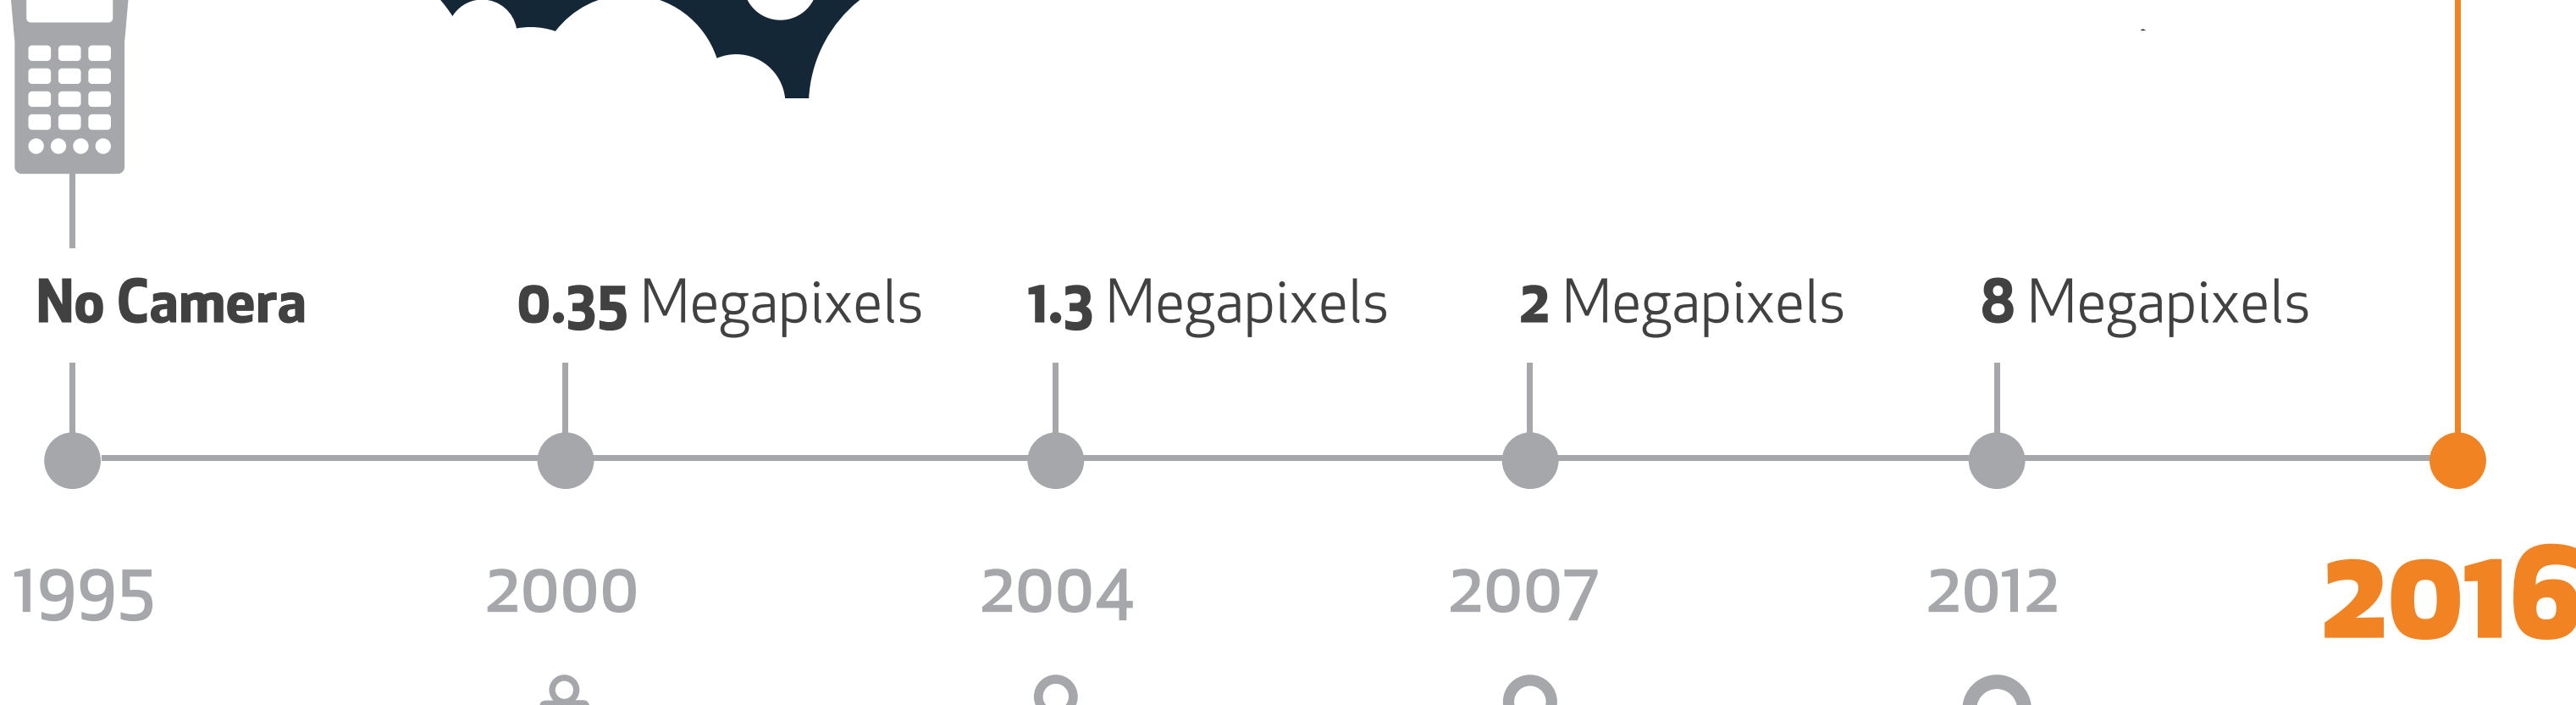 No Camera
0.35 Megapixels
1.3 Megapixels
2 Megapixels
8 Megapixels
1995
2000
2004
2007
2012
2016